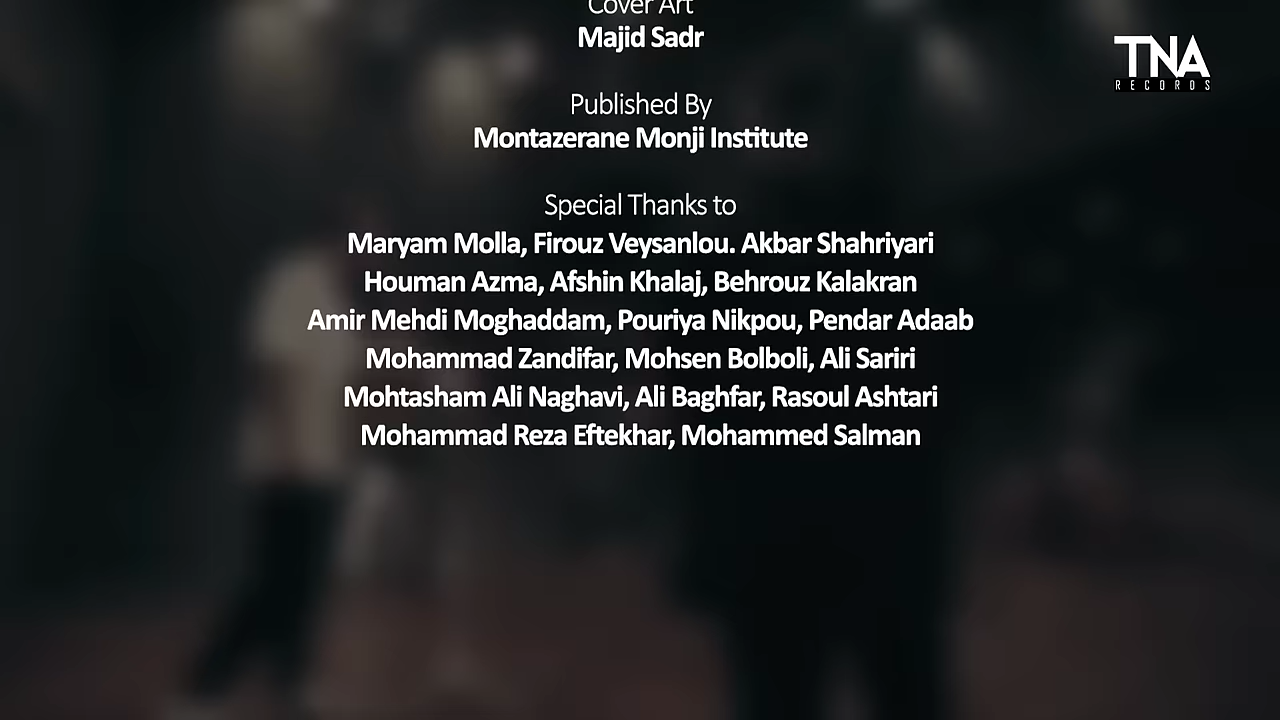 Cover Art
Majid Sadr
TNA
RECORDS
Published By
Montazerane Monji Institute
Special Thanks to
Maryam Molla, Firouz Veysanlou. Akbar Shahriyari
Houman Azma, Afshin Khalaj, Behrouz Kalakran
Amir Mehdi Moghaddam, Pouriya Nikpou, Pendar Adaab
Mohammad Zandifar, Mohsen Bolboli, Ali Sariri
Mohtasham Ali Naghavi, Ali Baghfar, Rasoul Ashtari
Mohammad Reza Eftekhar, Mohammed Salman